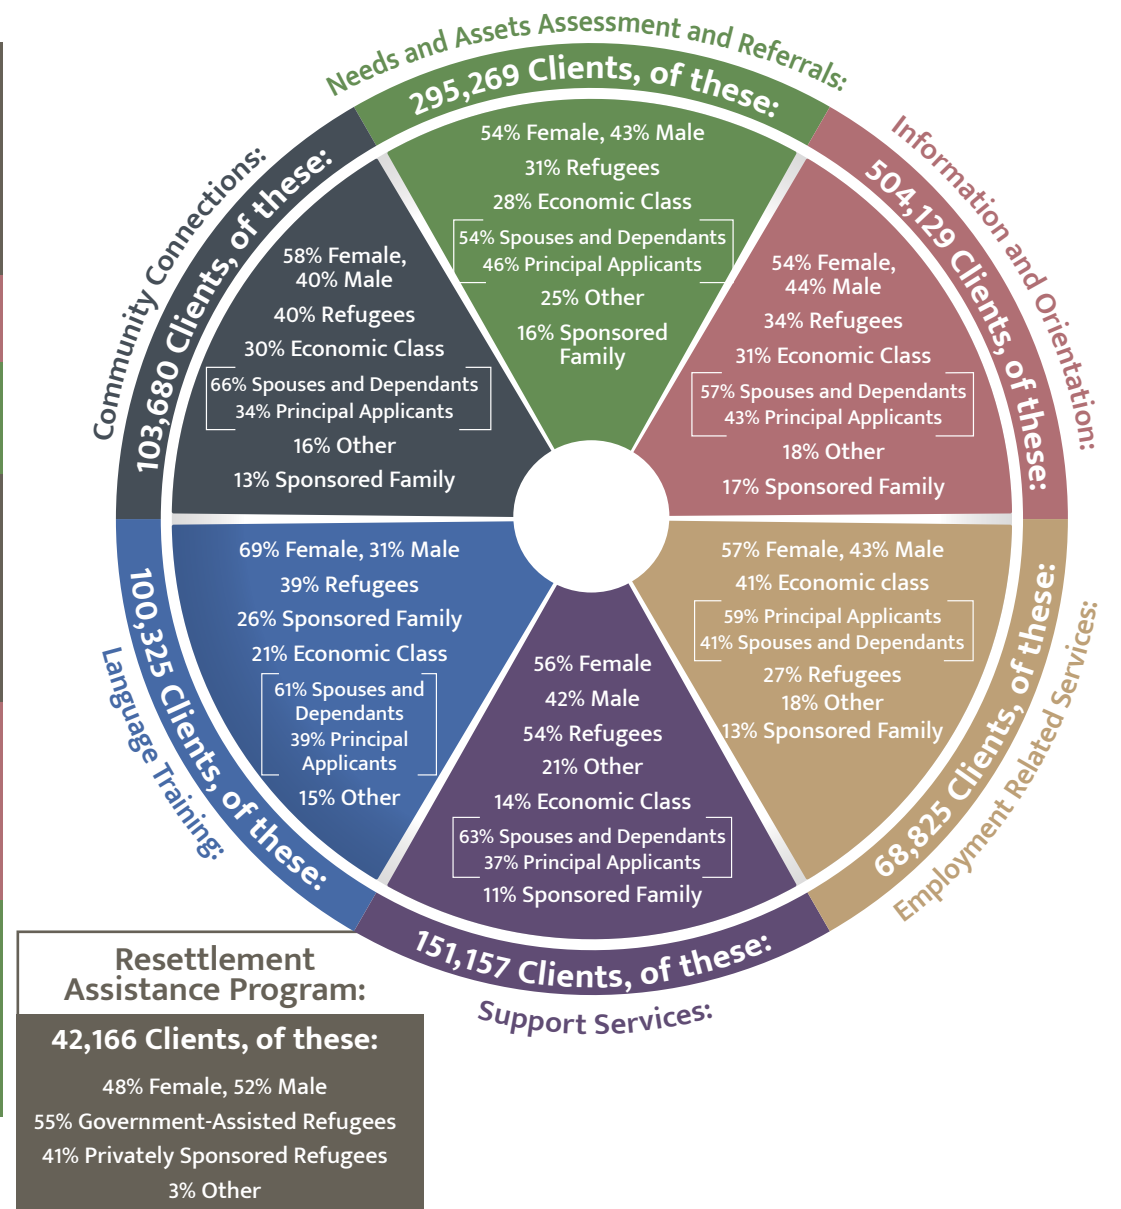 Needs and Assets Assessment and Referrals:
295,269 Clients, of these:
54% Female, 43% Male
31% Refugees
28% Economic Class
54% Spouses and Dependants
46% Principal Applicants
25% Other
16% Sponsored
Family
Information and Orientation:
504,129 Clients, of these:
54% Female,
44% Male
34% Refugees
31% Economic Class
57% Spouses and Dependants
43% Principal Applicants
18% Other
17% Sponsored Family
Employment Related Services:
68,825 Clients, of these:
57% Female, 43% Male
41% Economic class
59% Principal Applicants
41% Spouses and Dependants
27% Refugees
18% Other
13% Sponsored Family
Support Services:
151,157 Clients, of these:
56% Female
42% Male
54% Refugees
21% Other
14% Economic Class
63% Spouses and Dependants
37% Principal Applicants
11% Sponsored Family
Language Training:
100,325 Clients, of these:
69% Female, 31% Male
39% Refugees
26% Sponsored Family
21% Economic Class
61% Spouses and
Dependants
39% Principal
Applicants
15% Other
Community Connections:
103,680 Clients, of these:
58% Female,
40% Male
40% Refugees
30% Economic Class
66% Spouses and Dependants
34% Principal Applicants
16% Other
13% Sponsored Family
Resettlement
Assistance Program:
42,166 Clients, of these:
48% Female, 52% Male
55% Government-Assisted Refugees
41% Privately Sponsored Refugees
3% Other